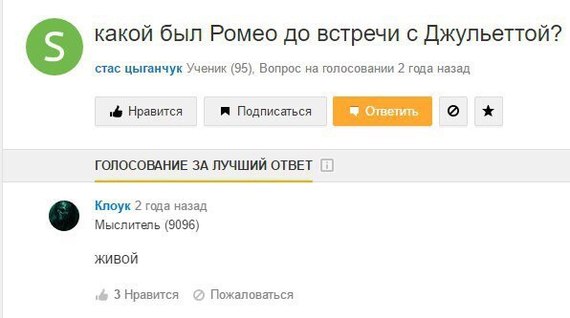 S
какой был Ромео до встречи с Джульеттой?
стас цыганчук Ученик (95), Вопрос на голосовании 2 года назад
Нравится Подписаться Ответить
ГОЛОСОВАНИЕ ЗА ЛУЧШИЙ ОТВЕТ i
Клоук 2 года назад
Мыслитель (9096)
живой
3 Нравится Пожаловаться